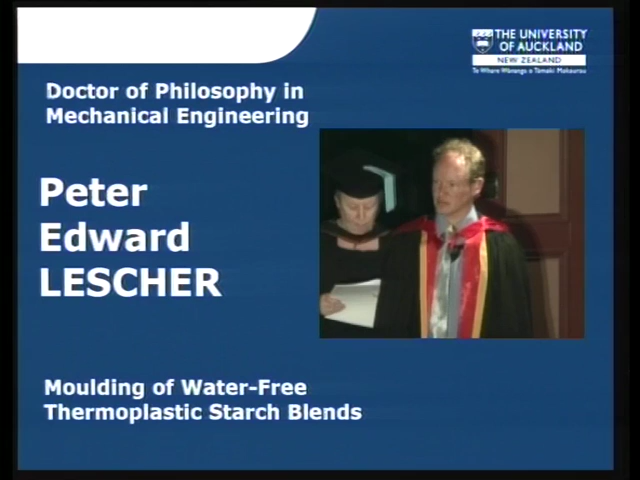 THE UNIVERSITY
OF AUCKLAND
NEW ZEALAND
Te Whare Wānanga o Tāmaki Makaurau
Doctor of Philosophy in
Mechanical Engineering
Peter
Edward
LESCHER
Moulding of Water-Free
Thermoplastic Starch Blends